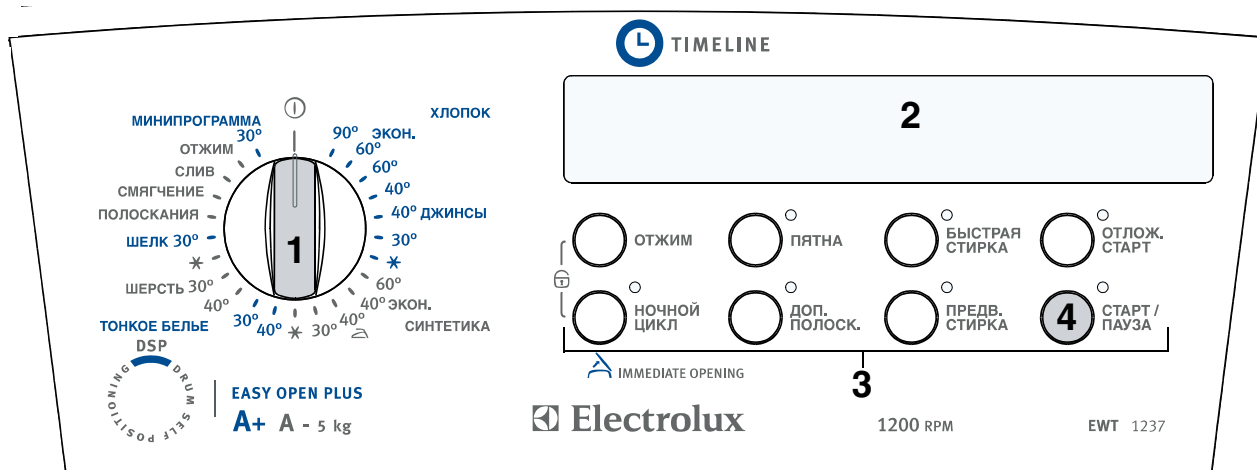 TIMELINE
2
ХЛОПОК
МИНИПРОГРАММА 30°
ОТЖИМ
СЛИВ
СМЯГЧЕНИЕ
ПОЛОСКАНИЯ
ШЕЛК 30°
ШЕРСТЬ 30°
40°
ТОНКОЕ БЕЛЬЕ 30°
40°
1
90° ЭКОН.
60°
60°
40°
40° ДЖИНСЫ
30°
60°
40° ЭКОН.
40°
30°
СИНТЕТИКА
ОТЖИМ
ПЯТНА
БЫСТРАЯ
СТИРКА
ОТЛОЖ.
СТАРТ
НОЧНОЙ
ЦИКЛ
ДОП.
ПОЛОСК.
ПРЕДВ.
СТИРКА
4
СТАРТ /
ПАУЗА
3
IMMEDIATE OPENING
DSP
DRUM SELF POSITIONING
EASY OPEN PLUS
A+ A - 5 kg
Electrolux
1200 RPM
EWT 1237